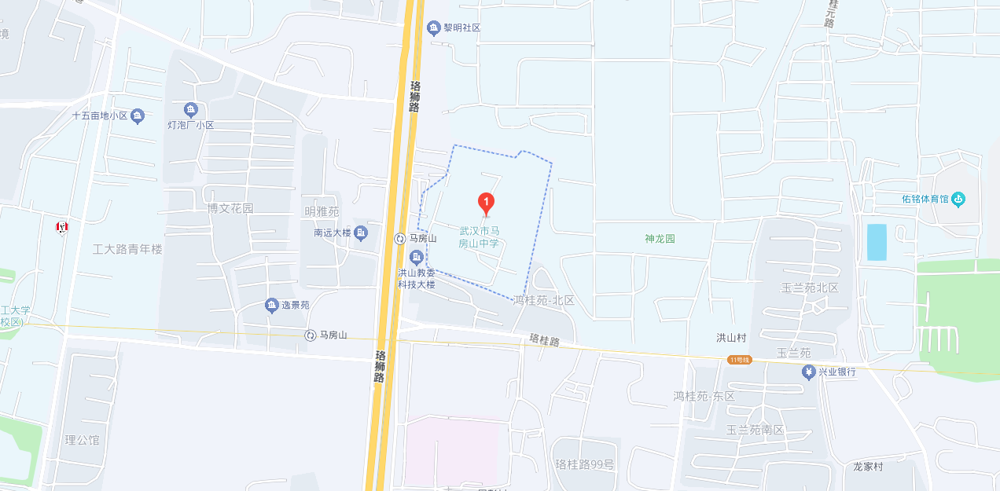 境
桂元路
黎明社区
珞狮路
十五亩地小区
灯泡厂小区
1
佑铭体育馆
博文花园
明雅苑
南远大楼
马房山
武汉市马
房山中学
神龙园
工大路青年楼
洪山教委
科技大楼
玉兰苑北区
鸿桂苑-北区
逸景苑
工大学
校区)
马房山
珞桂路
洪山村
玉兰苑
11号线
兴业银行
珞狮路
鸿桂苑-东区
玉兰苑南区
理公馆
珞桂路99号
龙家村